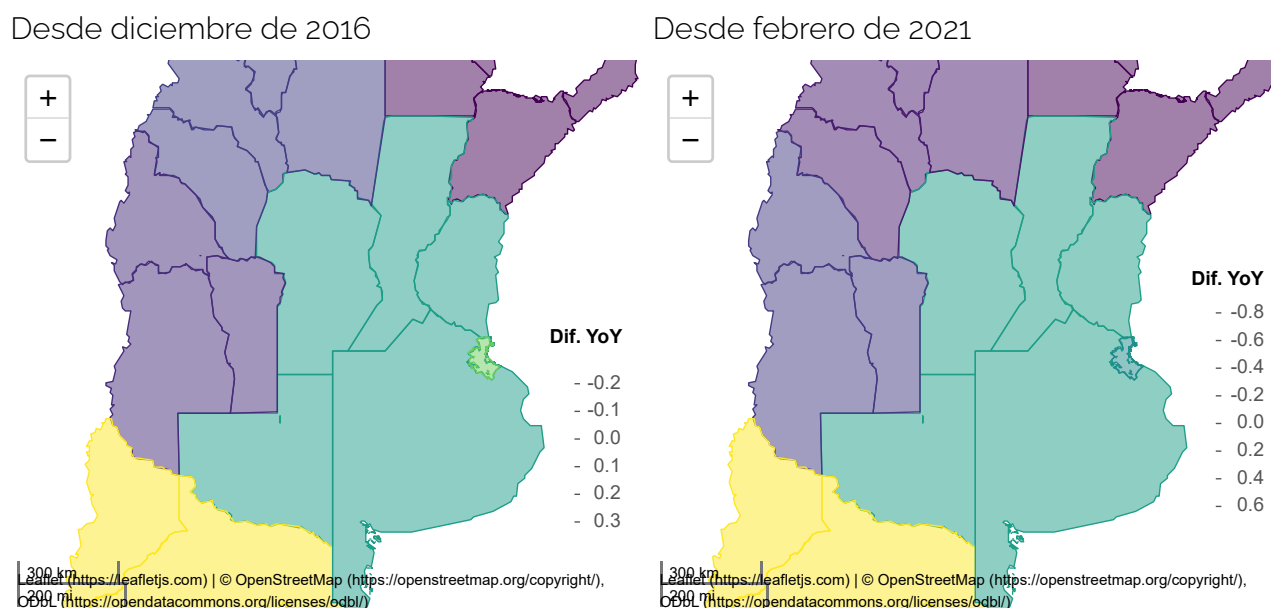 Desde diciembre de 2016
+
−
Dif. YoY
- -0.2
- -0.1
- 0.0
- 0.1
- 0.2
- 0.3
300 km
200 mi
Leaflet (https://leafletjs.com) | © OpenStreetMap (https://openstreetmap.org/copyright/),
ODbL (https://opendatacommons.org/licenses/odbl/)
Desde febrero de 2021
+
−
Dif. YoY
- -0.8
- -0.6
- -0.4
- -0.2
- 0.0
- 0.2
- 0.4
- 0.6
300 km
200 mi
Leaflet (https://leafletjs.com) | © OpenStreetMap (https://openstreetmap.org/copyright/),
ODbL (https://opendatacommons.org/licenses/odbl/)